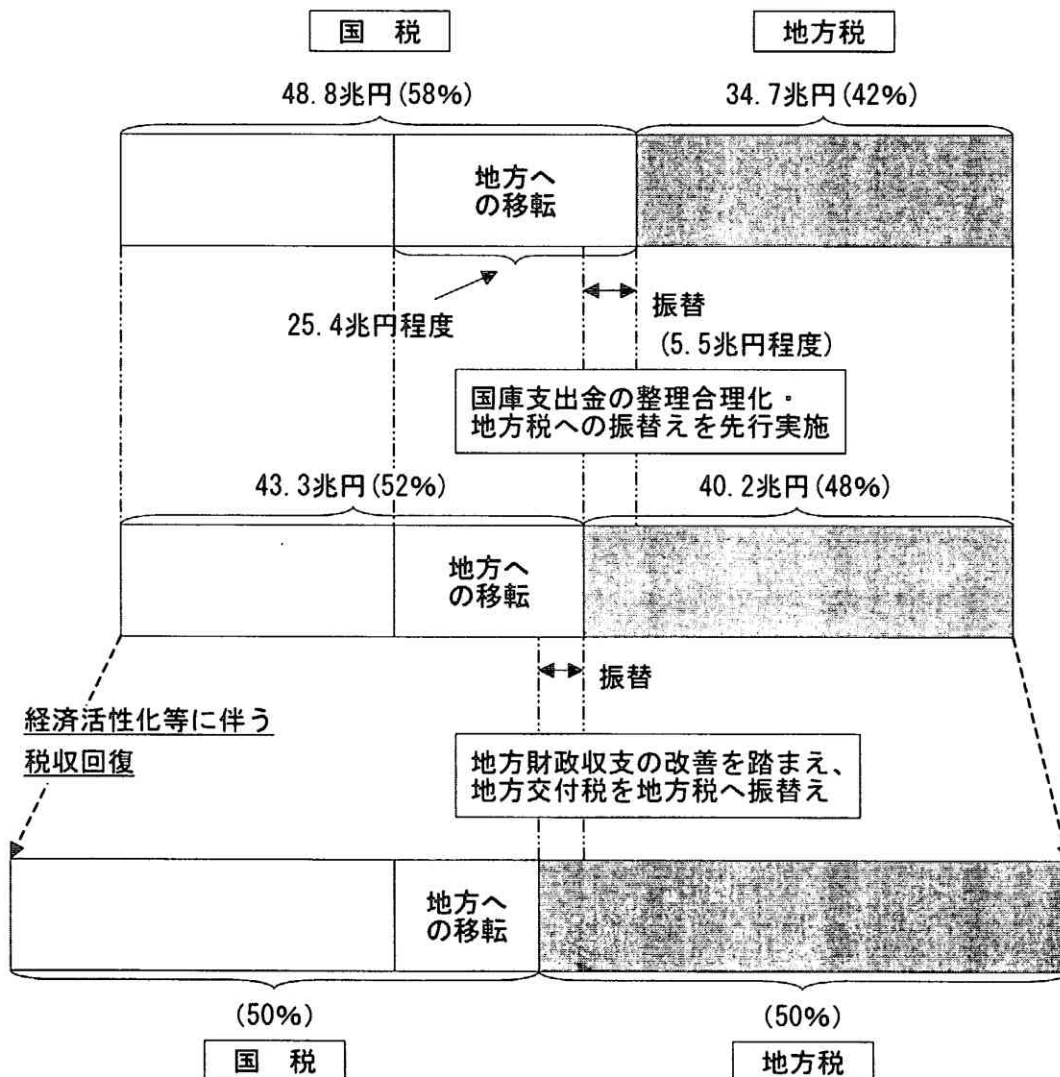 国 税
地方税
48.8兆円(58%)
34.7兆円(42%)
地方へ
の移転
25.4兆円程度
振替
(5.5兆円程度)
国庫支出金の整理合理化・
地方税への振替えを先行実施
43.3兆円(52%)
40.2兆円(48%)
地方へ
の移転
振替
経済活性化等に伴う
税収回復
地方財政収支の改善を踏まえ、
地方交付税を地方税へ振替え
地方へ
の移転
(50%)
(50%)
国 税
地方税